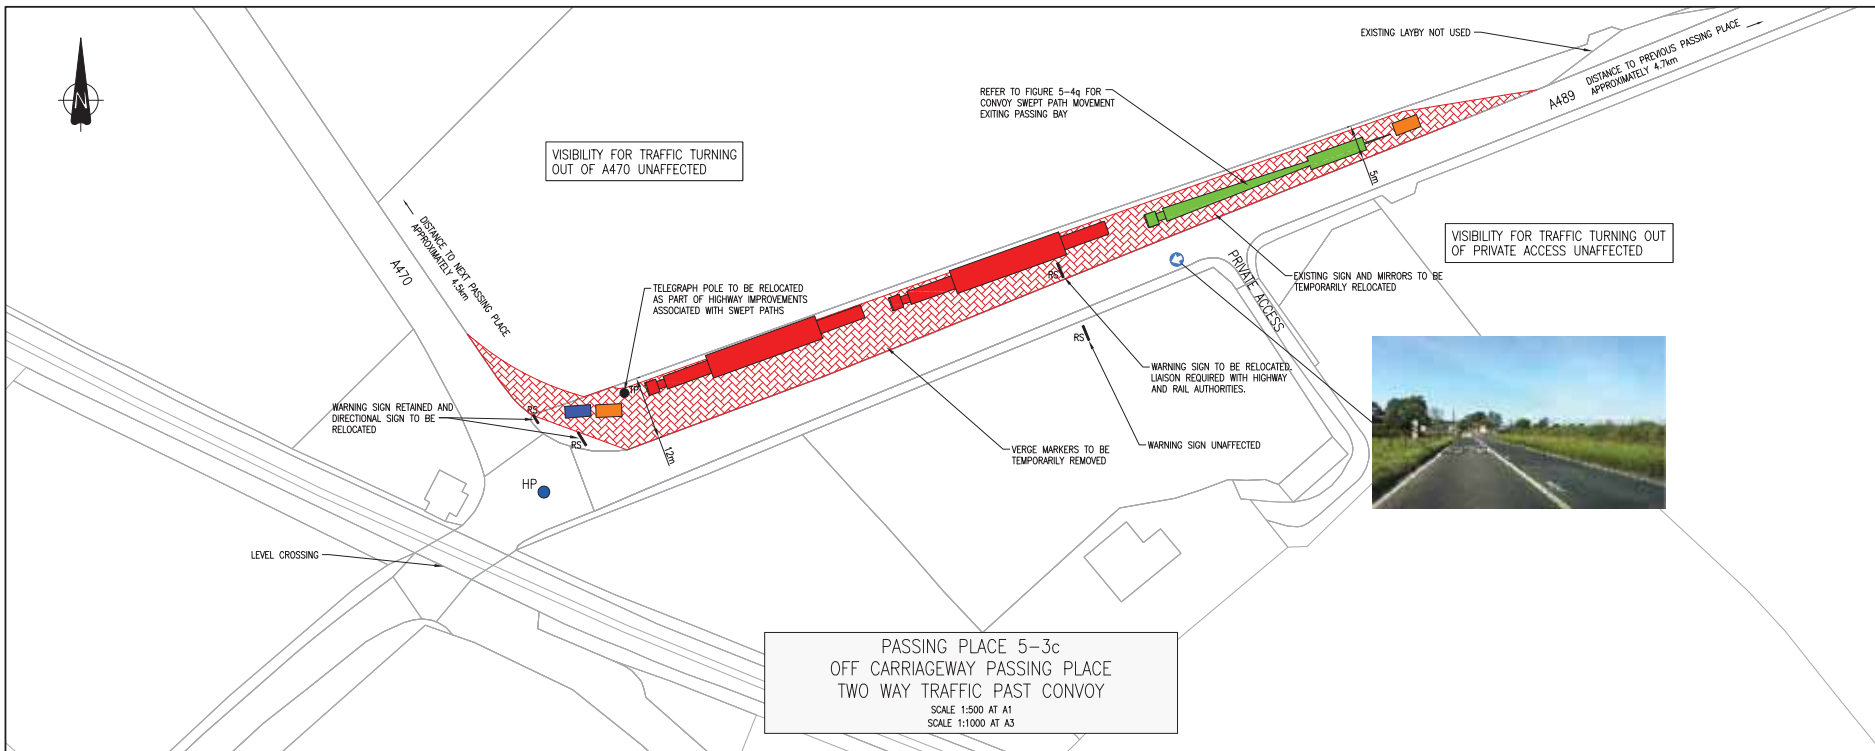 EXISTING LAYBY NOT USED
DISTANCE TO PREVIOUS PASSING PLACE
APPROXIMATELY 4.7km
A489
REFER TO FIGURE 5-4q FOR
CONVOY SWEPT PATH MOVEMENT
EXITING PASSING BAY
N
VISIBILITY FOR TRAFFIC TURNING
OUT OF A470 UNAFFECTED
5m
DISTANCE TO NEXT PASSING PLACE
APPROXIMATELY 4.5km
A470
VISIBILITY FOR TRAFFIC TURNING OUT
OF PRIVATE ACCESS UNAFFECTED
PRIVATE ACCESS
EXISTING SIGN AND MIRRORS TO BE
TEMPORARILY RELOCATED
RS
TELEGRAPH POLE TO BE RELOCATED
AS PART OF HIGHWAY IMPROVEMENTS
ASSOCIATED WITH SWEPT PATHS
RS
TP
WARNING SIGN TO BE RELOCATED.
LIAISON REQUIRED WITH HIGHWAY
AND RAIL AUTHORITIES.
WARNING SIGN RETAINED AND
DIRECTIONAL SIGN TO BE
RELOCATED
RS
RS
12m
VERGE MARKERS TO BE
TEMPORARILY REMOVED
WARNING SIGN UNAFFECTED
HP
LEVEL CROSSING
PASSING PLACE 5-3c
OFF CARRIAGEWAY PASSING PLACE
TWO WAY TRAFFIC PAST CONVOY
SCALE 1:500 AT A1
SCALE 1:1000 AT A3